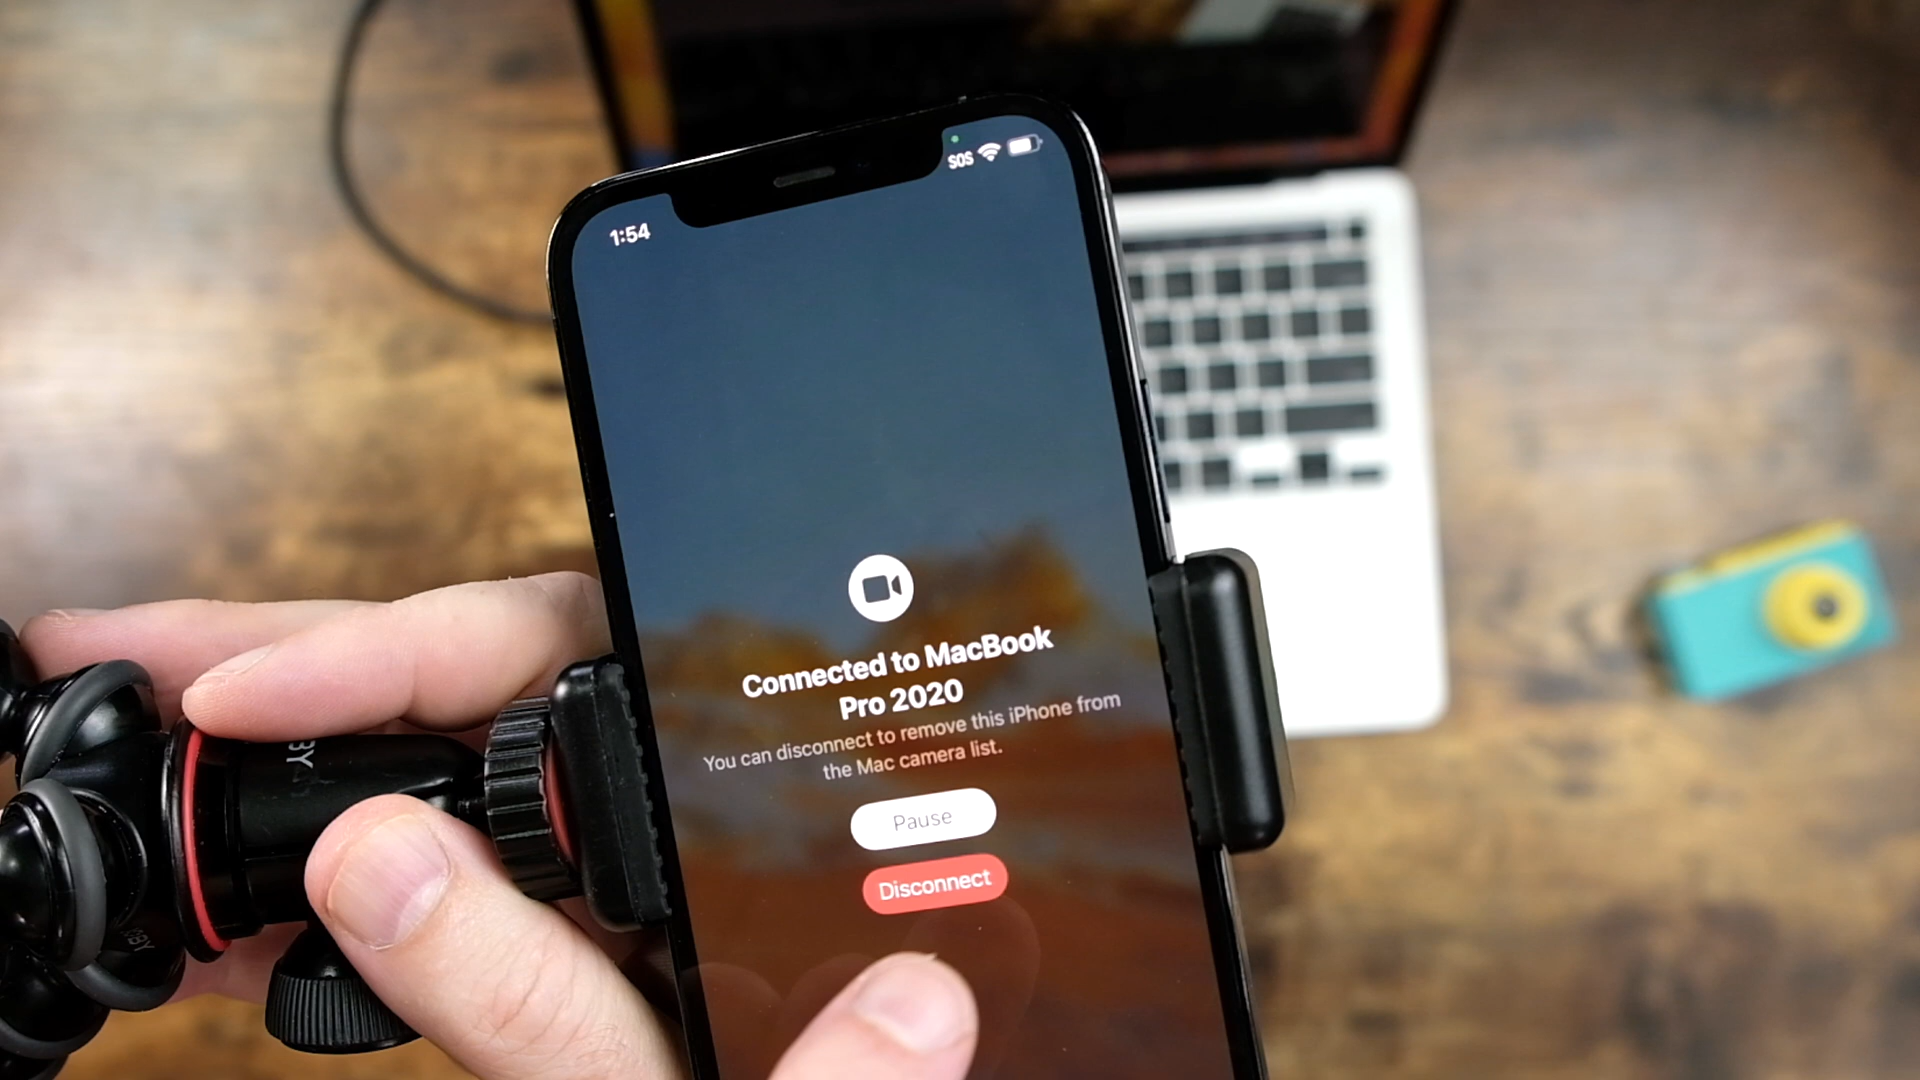 SOS
1:54
Connected to MacBook
Pro 2020
You can disconnect to remove this iPhone from
the Mac camera list.
Pause
Disconnect
BY